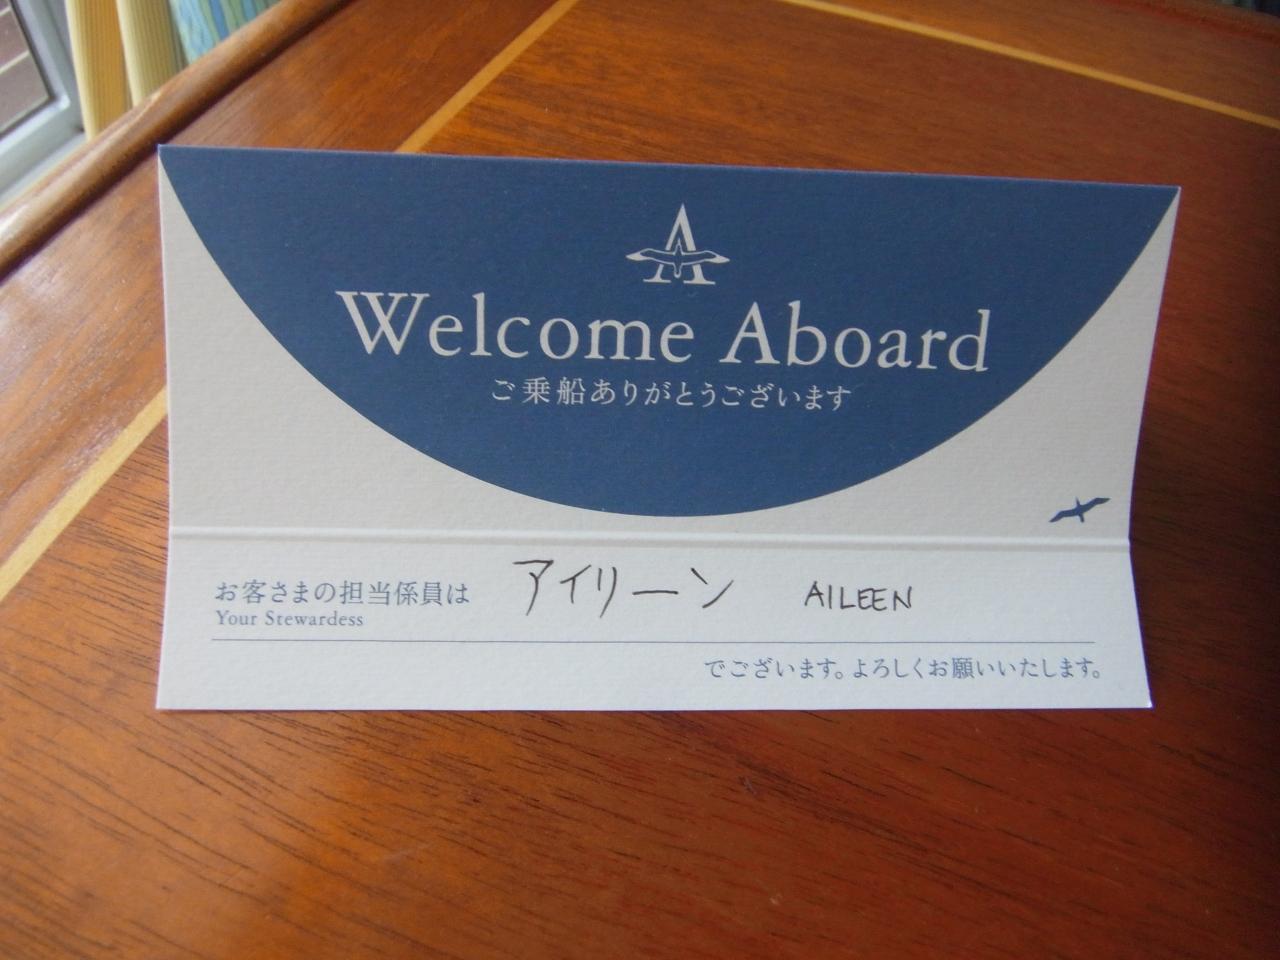 A
Welcome Aboard
ご乗船ありがとうございます
お客さまの担当係員は アイリーン AILEEN
Your Stewardess
でございます。よろしくお願いいたします。